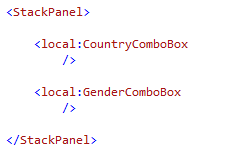 <StackPanel>
<local:CountryComboBox
/>
<local:GenderComboBox
/>
</StackPanel>